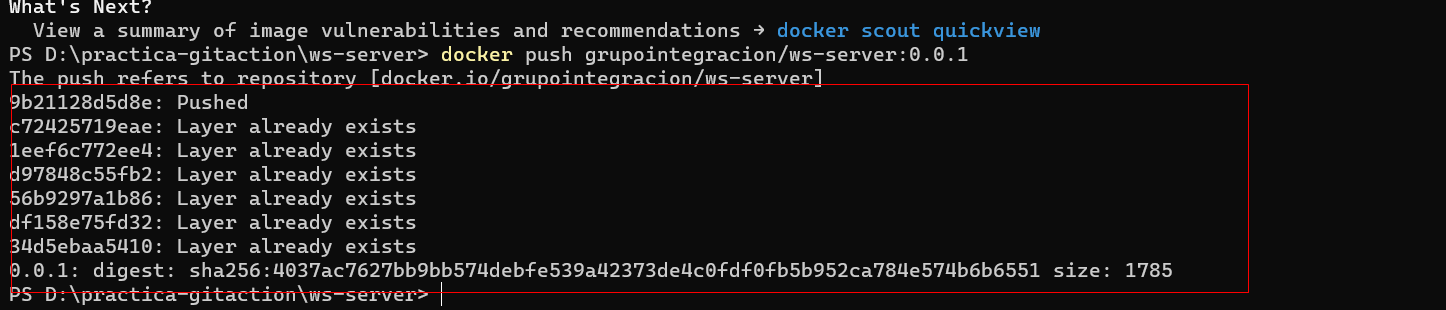 What's Next?
  View a summary of image vulnerabilities and recommendations → docker scout quickview
PS D:\practica-gitaction\ws-server> docker push grupointegracion/ws-server:0.0.1
The push refers to repository [docker.io/grupointegracion/ws-server]
9b21128d5d8e: Pushed
c72425719eae: Layer already exists
1eef6c772ee4: Layer already exists
d97848c55fb2: Layer already exists
56b9297a1b86: Layer already exists
df158e75fd32: Layer already exists
34d5ebaa5410: Layer already exists
0.0.1: digest: sha256:4037ac7627bb9bb574debfe539a42373de4c0fdf0fb5b952ca784e574b6b6551 size: 1785
PS D:\practica-gitaction\ws-server>